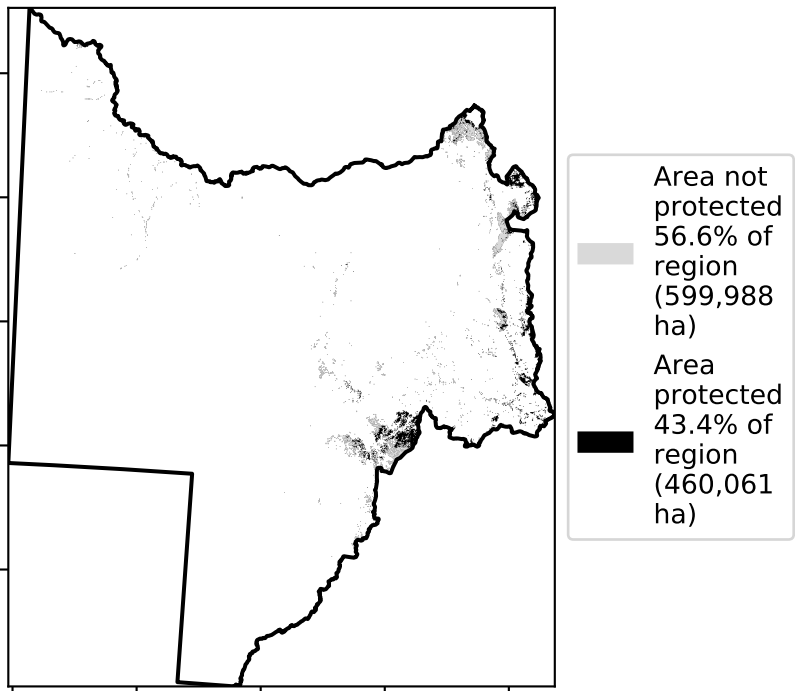 Area not
protected
56.6% of
region
(599,988
ha)
Area
protected
43.4% of
region
(460,061
ha)